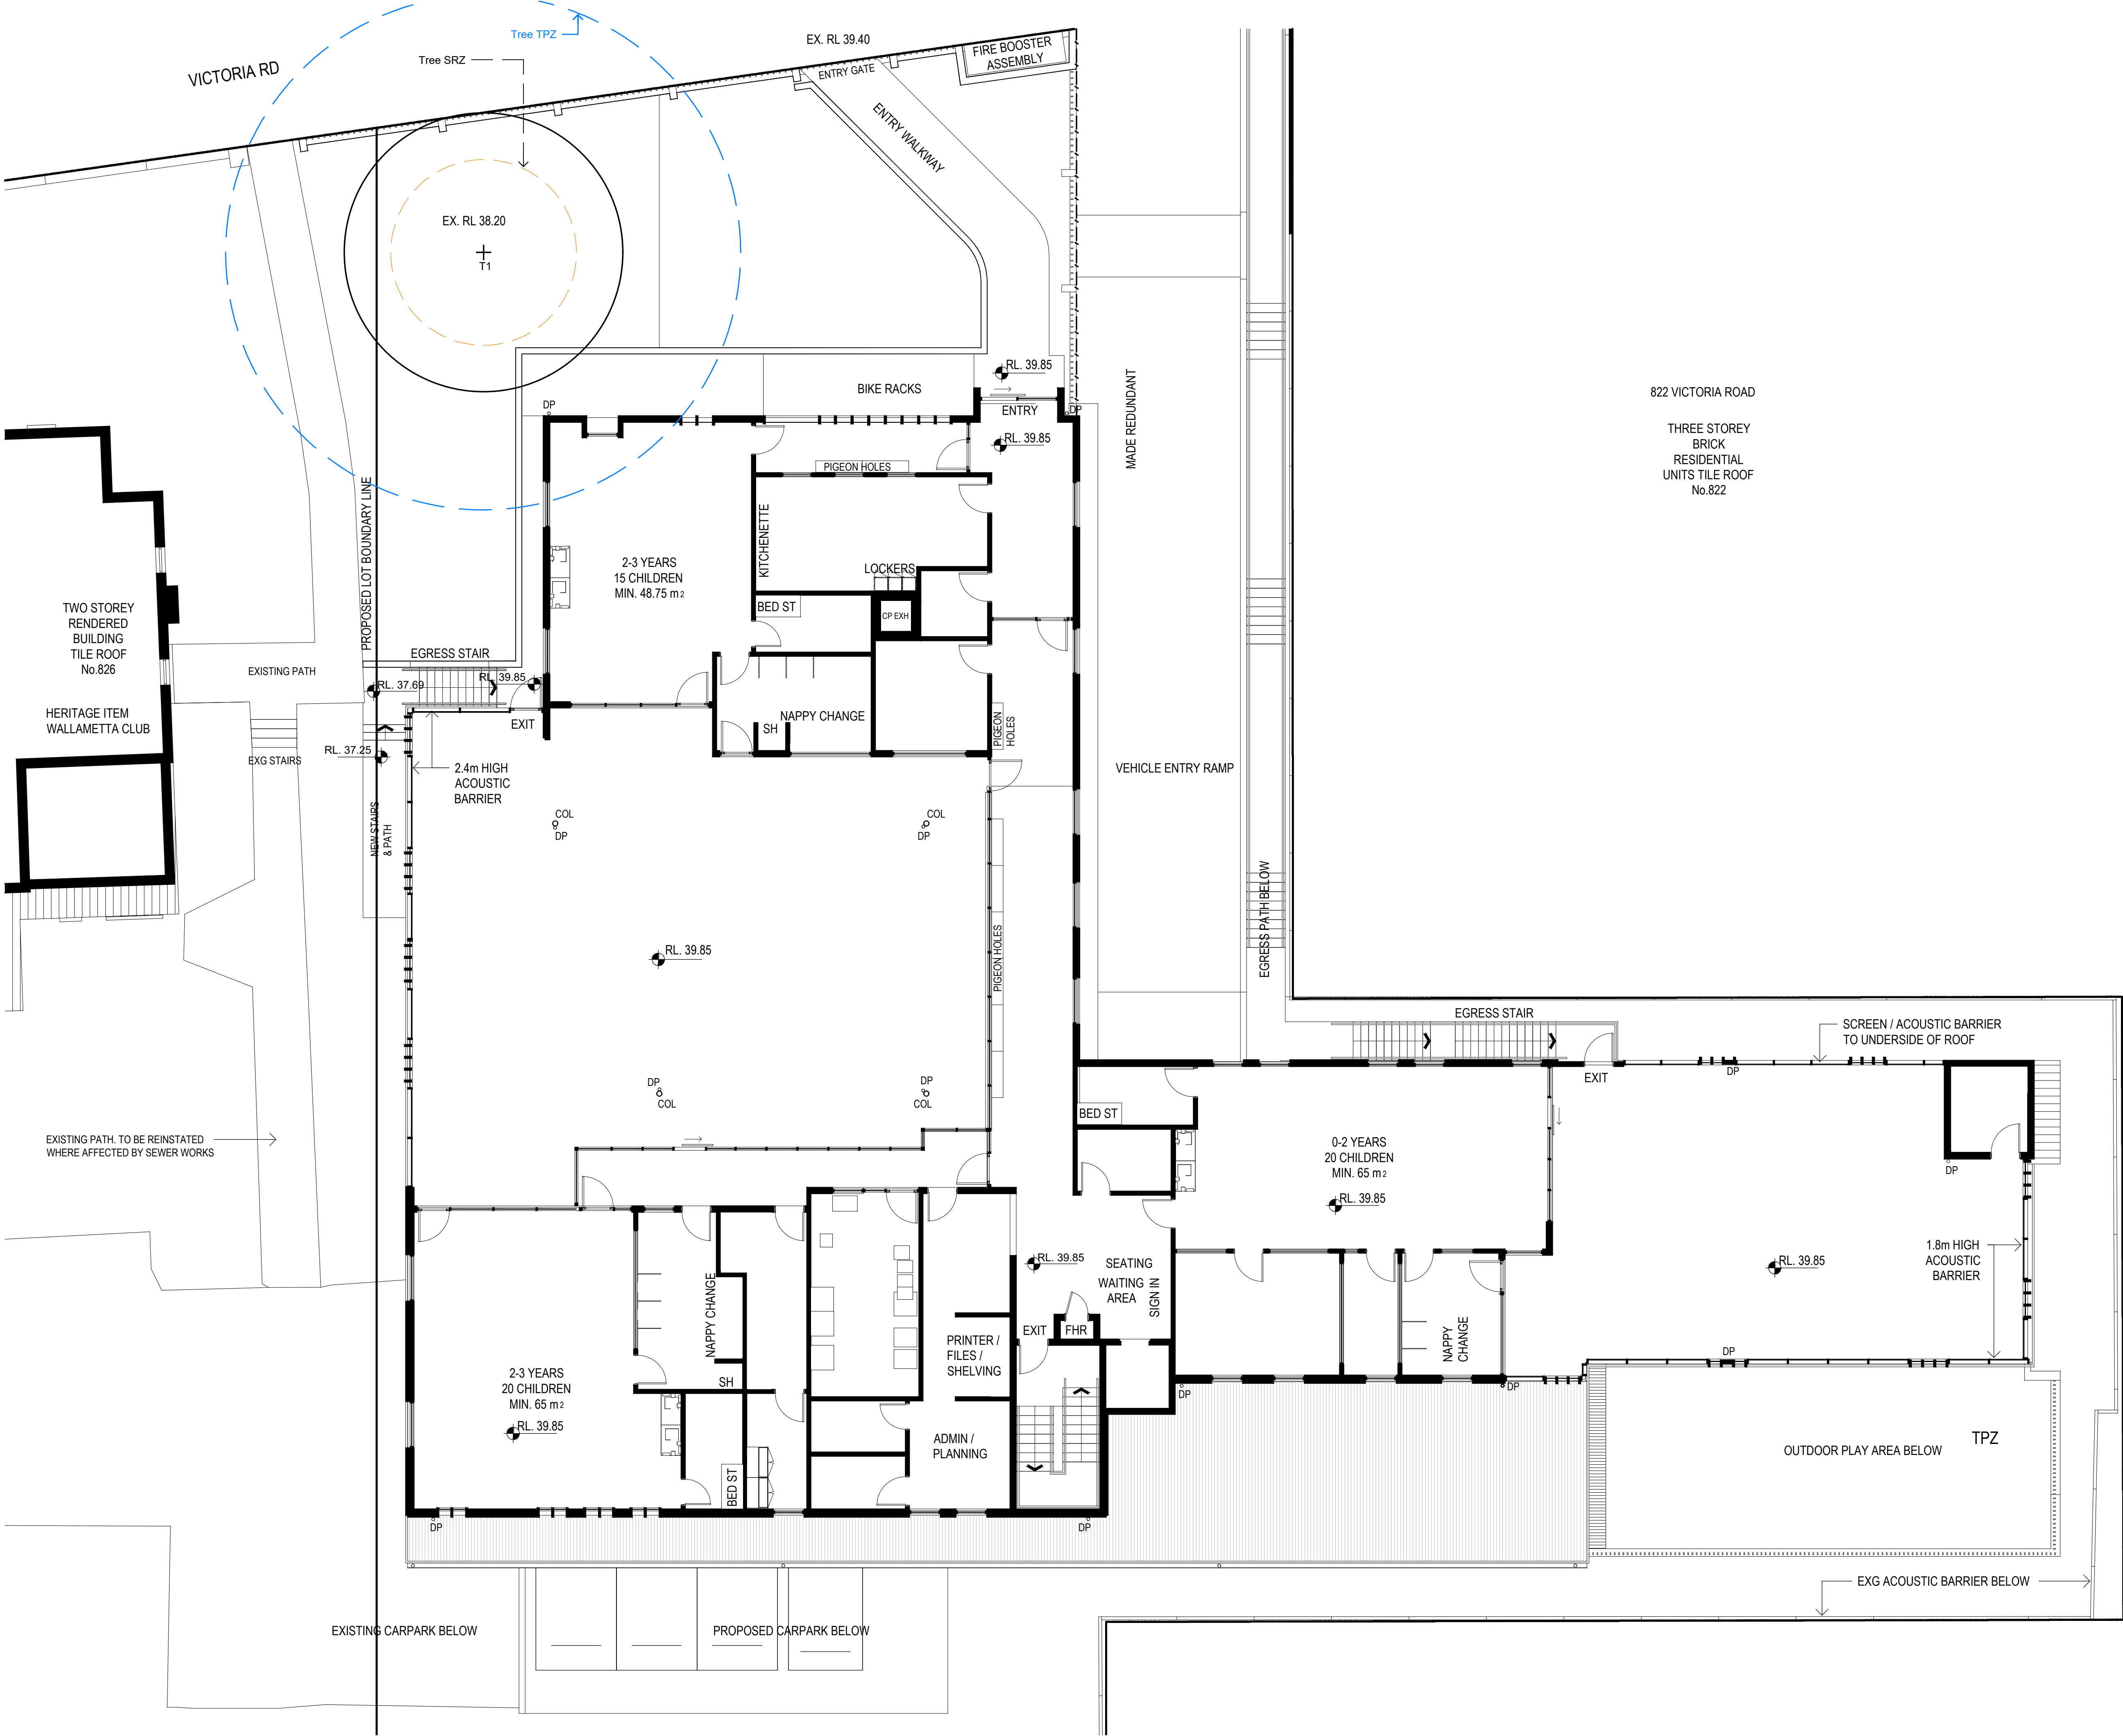 Tree TPZ
EX. RL 39.40
FIRE BOOSTER
ASSEMBLY
Tree SRZ
VICTORIA RD
ENTRY GATE
ENTRY WALKWAY
EX. RL 38.20
T1
RL. 39.85
BIKE RACKS
MADE REDUNDANT
822 VICTORIA ROAD
THREE STOREY
BRICK
RESIDENTIAL
UNITS TILE ROOF
No.822
DP
ENTRY
DP
RL. 39.85
PIGEON HOLES
PROPOSED LOT BOUNDARY LINE
KITCHENETTE
2-3 YEARS
15 CHILDREN
MIN. 48.75 m2
LOCKERS
BED ST
CP EXH
TWO STOREY
RENDERED
BUILDING
TILE ROOF
No.826
HERITAGE ITEM
WALLAMETTA CLUB
EXISTING PATH
EGRESS STAIR
RL. 37.69
RL. 39.85
EXIT
NAPPY CHANGE
SH
PIGEON
HOLES
RL. 37.25
EXG STAIRS
2.4m HIGH
ACOUSTIC
BARRIER
VEHICLE ENTRY RAMP
NEW STAIRS
& PATH
COL
DP
COL
DP
EGRESS PATH BELOW
RL. 39.85
PIGEON HOLES
EGRESS STAIR
SCREEN / ACOUSTIC BARRIER
TO UNDERSIDE OF ROOF
DP
COL
DP
COL
EXIT
DP
BED ST
EXISTING PATH. TO BE REINSTATED
WHERE AFFECTED BY SEWER WORKS
0-2 YEARS
20 CHILDREN
MIN. 65 m2
RL. 39.85
DP
RL. 39.85
SEATING
WAITING
AREA
SIGN IN
RL. 39.85
1.8m HIGH
ACOUSTIC
BARRIER
NAPPY CHANGE
EXIT
FHR
PRINTER /
FILES /
SHELVING
NAPPY
CHANGE
DP
2-3 YEARS
20 CHILDREN
MIN. 65 m2
RL. 39.85
SH
DP
DP
ADMIN /
PLANNING
BED ST
OUTDOOR PLAY AREA BELOW
TPZ
DP
DP
EXG ACOUSTIC BARRIER BELOW
EXISTING CARPARK BELOW
PROPOSED CARPARK BELOW